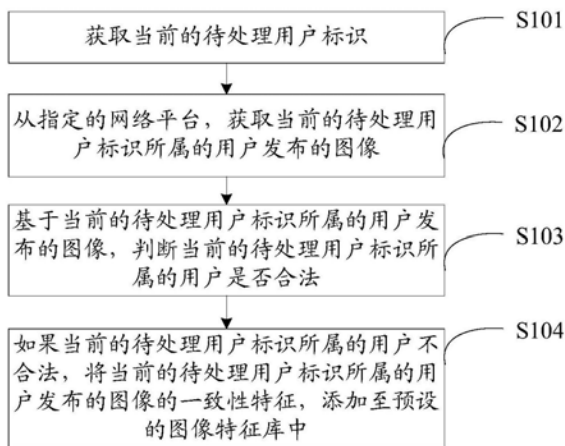 获取当前的待处理用户标识
S101
从指定的网络平台，获取当前的待处理用
户标识所属的用户发布的图像
S102
基于当前的待处理用户标识所属的用户发
布的图像，判断当前的待处理用户标识所
属的用户是否合法
S103
如果当前的待处理用户标识所属的用户不
合法，将当前的待处理用户标识所属的用
户发布的图像的一致性特征，添加至预设
的图像特征库中
S104